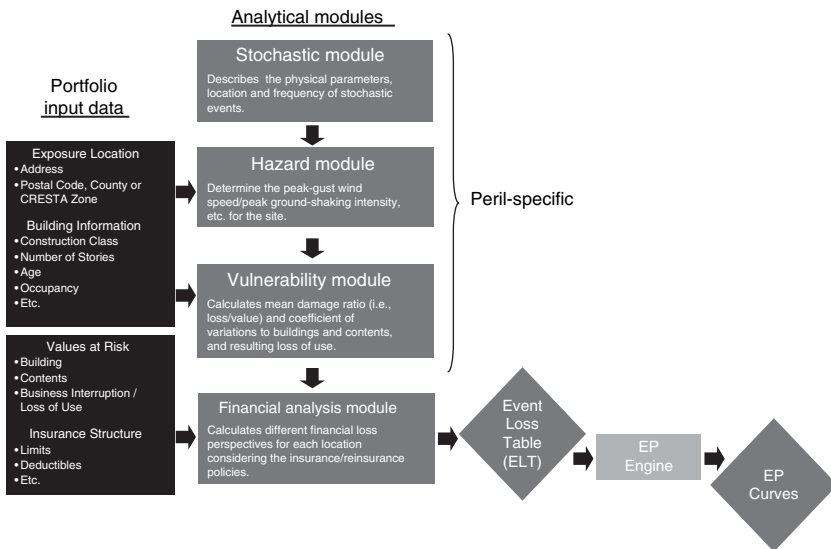 Analytical modules
Stochastic module
Describes the physical parameters,
location and frequency of stochastic
events.
Portfolio
input data
Exposure Location
•Address
•Postal Code, County or
CRESTA Zone
Building Information
•Construction Class
•Number of Stories
•Age
•Occupancy
•Etc.
Hazard module
Determine the peak-gust wind
speed/peak ground-shaking intensity,
etc. for the site.
Peril-specific
Vulnerability module
Calculates mean damage ratio (i.e.,
loss/value) and coefficient of
variations to buildings and contents,
and resulting loss of use.
Values at Risk
•Building
•Contents
•Business Interruption /
Loss of Use
Insurance Structure
•Limits
•Deductibles
•Etc.
Financial analysis module
Calculates different financial loss
perspectives for each location
considering the insurance/reinsurance
policies.
Event
Loss
Table
(ELT)
EP
Engine
EP
Curves